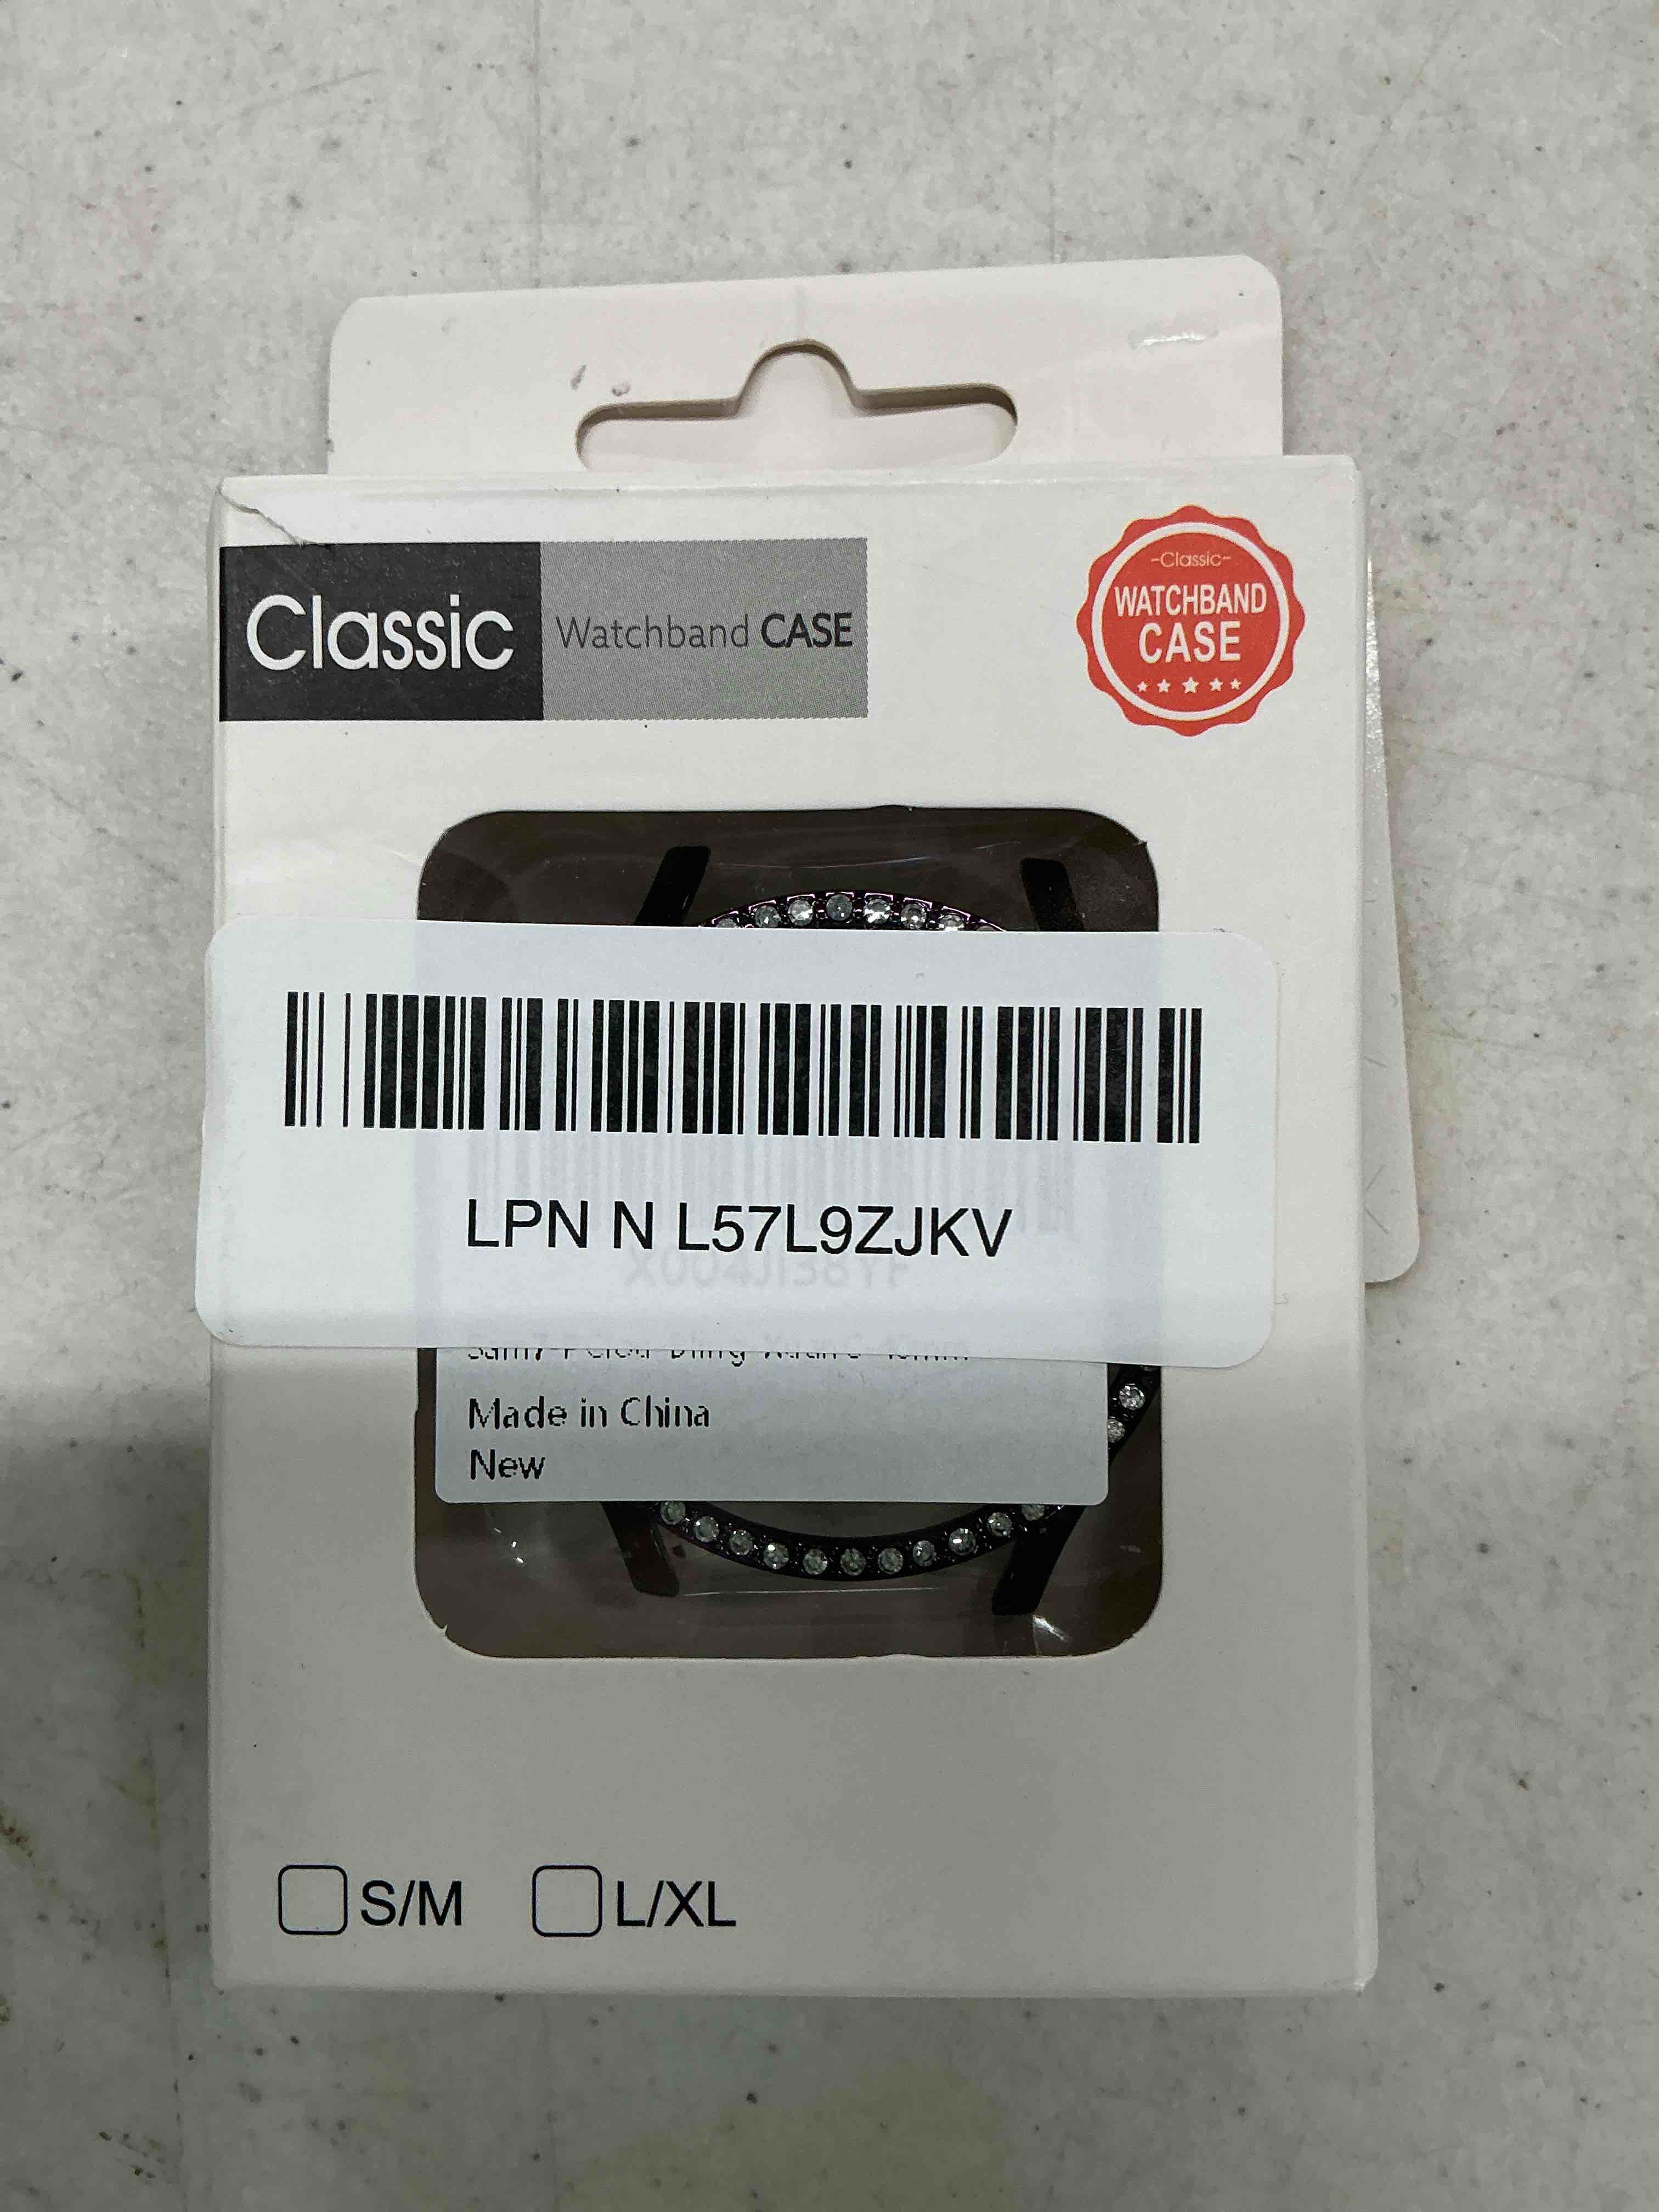 Classic
Watchband CASE
-Classic-
WATCHBAND
CASE
LPN N L57L9ZJKV
Made in China
New
S/M
L/XL